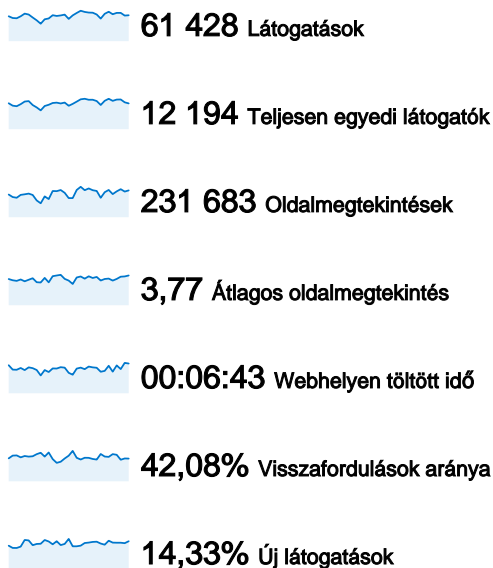 61 428 Látogatások
12 194 Teljesen egyedi látogatók
231 683 Oldalmegtekintések
3,77 Átlagos oldalmegtekintés
00:06:43 Webhelyen töltött idő
42,08% Visszafordulások aránya
14,33% Új látogatások